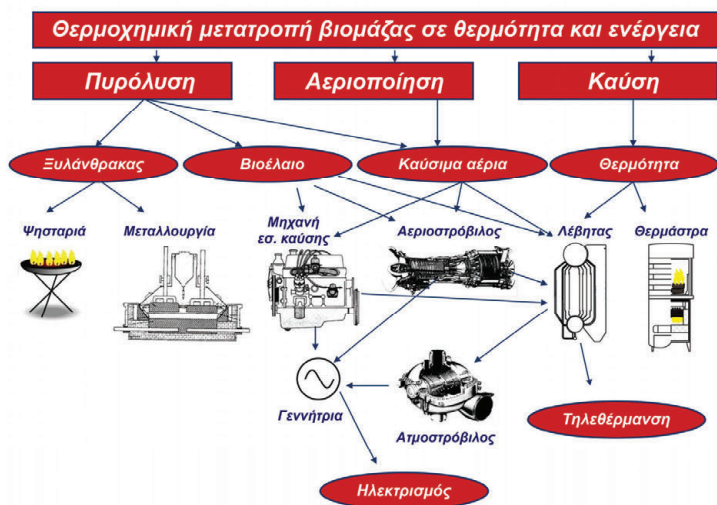 Θερμοχημική μετατροπή βιομάζας σε θερμότητα και ενέργεια
Πυρόλυση
Αεριοποίηση
Καύση
Ξυλάνθρακας
Βιοέλαιο
Καύσιμα αέρια
Θερμότητα
Ψησταριά
Μεταλλουργία
Μηχανή
εσ. καύσης
Αεριοστρόβιλος
Λέβητας
Θερμάστρα
Γεννήτρια
Ατμοστρόβιλος
Τηλεθέρμανση
Ηλεκτρισμός